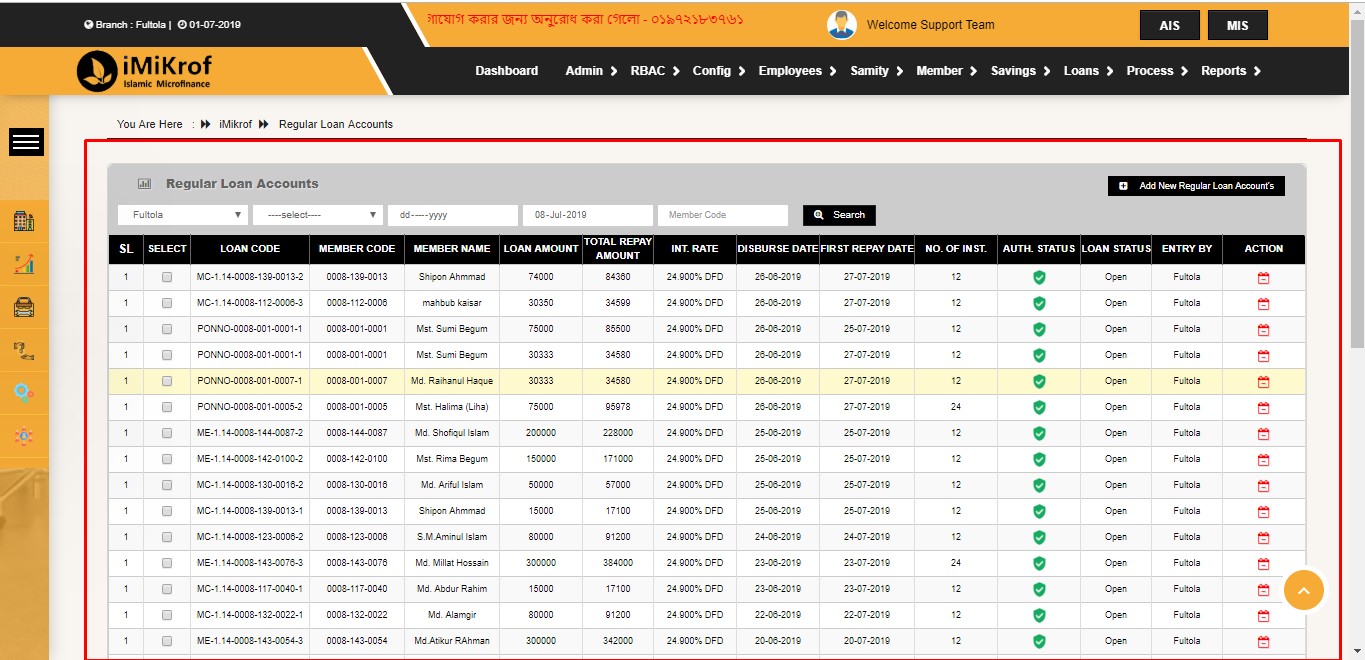 Branch : Fultola | 01-07-2019
গাযোগ করার জন্য অনুরোধ করা গেলো - ০১৯৭২১৮৩৭৬১
Welcome Support Team
AIS MIS
iMiKrof
Islamic Microfinance
Dashboard Admin RBAC Config Employees Samity Member Savings Loans Process Reports
You Are Here : iMikrof Regular Loan Accounts
Regular Loan Accounts
Add New Regular Loan Account's
Fultola ----select---- dd-----yyyy 08-Jul-2019 Member Code Search
SL SELECT LOAN CODE MEMBER CODE MEMBER NAME LOAN AMOUNT TOTAL REPAY AMOUNT INT. RATE DISBURSE DATE FIRST REPAY DATE NO. OF INST. AUTH. STATUS LOAN STATUS ENTRY BY ACTION
1 MC-1.14-0008-139-0013-2 0008-139-0013 Shipon Ahmmad 74000 84360 24.900% DFD 26-06-2019 27-07-2019 12 Open Fultola
1 MC-1.14-0008-112-0006-3 0008-112-0006 mahbub kaisar 30350 34599 24.900% DFD 26-06-2019 27-07-2019 12 Open Fultola
1 PONNO-0008-001-0001-1 0008-001-0001 Mst. Sumi Begum 75000 85500 24.900% DFD 26-06-2019 25-07-2019 12 Open Fultola
1 PONNO-0008-001-0001-1 0008-001-0001 Mst. Sumi Begum 30333 34580 24.900% DFD 26-06-2019 27-07-2019 12 Open Fultola
1 PONNO-0008-001-0007-1 0008-001-0007 Md. Raihanul Haque 30333 34580 24.900% DFD 26-06-2019 27-07-2019 12 Open Fultola
1 PONNO-0008-001-0005-2 0008-001-0005 Mst. Halima (Liha) 75000 95978 24.900% DFD 26-06-2019 27-07-2019 24 Open Fultola
1 ME-1.14-0008-144-0087-2 0008-144-0087 Md. Shofiqul Islam 200000 228000 24.900% DFD 25-06-2019 25-07-2019 12 Open Fultola
1 ME-1.14-0008-142-0100-2 0008-142-0100 Mst. Rima Begum 150000 171000 24.900% DFD 25-06-2019 25-07-2019 12 Open Fultola
1 MC-1.14-0008-130-0016-2 0008-130-0016 Md. Ariful Islam 50000 57000 24.900% DFD 25-06-2019 25-07-2019 12 Open Fultola
1 MC-1.14-0008-139-0013-1 0008-139-0013 Shipon Ahmmad 15000 17100 24.900% DFD 25-06-2019 25-07-2019 12 Open Fultola
1 MC-1.14-0008-123-0006-2 0008-123-0006 S.M.Aminul Islam 80000 91200 24.900% DFD 24-06-2019 24-07-2019 12 Open Fultola
1 ME-1.14-0008-143-0076-3 0008-143-0076 Md. Millat Hossain 300000 384000 24.900% DFD 23-06-2019 23-07-2019 24 Open Fultola
1 MC-1.14-0008-117-0040-1 0008-117-0040 Md. Abdur Rahim 15000 17100 24.900% DFD 23-06-2019 23-07-2019 12 Open Fultola
1 MC-1.14-0008-132-0022-1 0008-132-0022 Md. Alamgir 80000 91200 24.900% DFD 22-06-2019 22-07-2019 12 Open Fultola
1 ME-1.14-0008-143-0054-3 0008-143-0054 Md.Atikur RAhman 300000 342000 24.900% DFD 20-06-2019 20-07-2019 12 Open Fultola